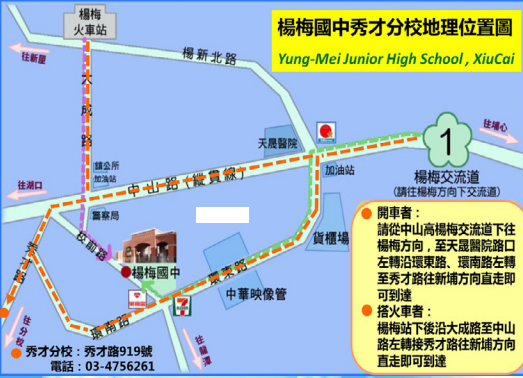 楊梅國中秀才分校地理位置圖
Yung-Mei Junior High School , XiuCai
楊梅
火車站
往新屋
楊新北路
大成路
天晟醫院
1
往埔心
楊梅交流道
(請往楊梅方向下交流道)
鎮公所
加油站
加油站
往湖口
中山路(縱貫線)
警察局
校前路
貨櫃場
楊梅國中
環東路
中華映像管
秀才路
環南路
往分校
往龍潭
開車者：
請從中山高楊梅交流道下往
楊梅方向，至天晟醫院路口
左轉沿環東路、環南路左轉
至秀才路往新埔方向直走即
可到達
搭火車者：
楊梅站下後沿大成路至中山
路左轉接秀才路往新埔方向
直走即可到達
秀才分校：秀才路919號
電話：03-4756261